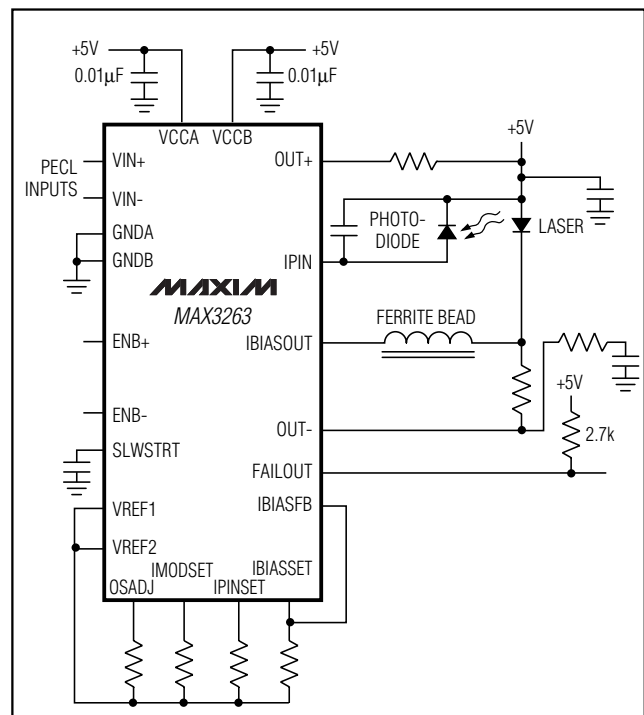 +5V
0.01μF
+5V
0.01μF
VCCA VCCB
PECL
INPUTS
VIN+
VIN-
GNDA
GNDB
ENB+
ENB-
SLWSTRT
VREF1
VREF2
OSADJ
IMODSET
IPINSET
IBIASSET
MAXIM
MAX3263
OUT+
IPIN
IBIASOUT
OUT-
FAILOUT
IBIASFB
+5V
PHOTO-
DIODE
LASER
FERRITE BEAD
+5V
2.7k